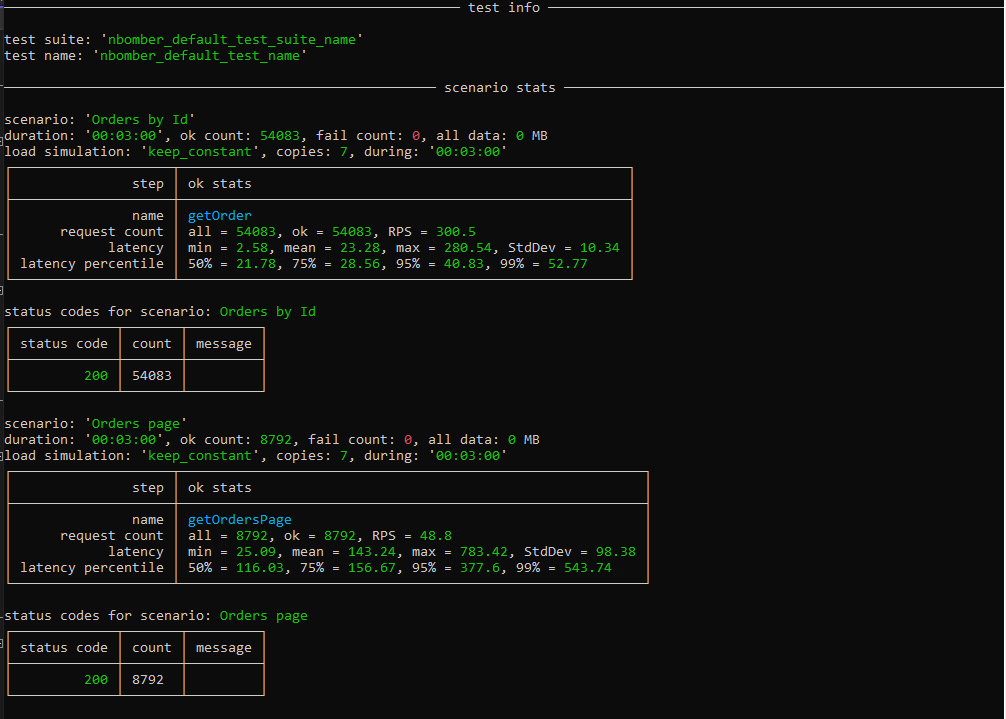 test info
test suite: 'nbomber_default_test_suite_name'
test name: 'nbomber_default_test_name'
scenario stats
scenario: 'Orders by Id'
duration: '00:03:00', ok count: 54083, fail count: 0, all data: 0 MB
load simulation: 'keep_constant', copies: 7, during: '00:03:00'
step ok stats
name getOrder
request count all = 54083, ok = 54083, RPS = 300.5
latency min = 2.58, mean = 23.28, max = 280.54, StdDev = 10.34
latency percentile 50% = 21.78, 75% = 28.56, 95% = 40.83, 99% = 52.77
status codes for scenario: Orders by Id
status code count message
200 54083
scenario: 'Orders page'
duration: '00:03:00', ok count: 8792, fail count: 0, all data: 0 MB
load simulation: 'keep_constant', copies: 7, during: '00:03:00'
step ok stats
name getOrdersPage
request count all = 8792, ok = 8792, RPS = 48.8
latency min = 25.09, mean = 143.24, max = 783.42, StdDev = 98.38
latency percentile 50% = 116.03, 75% = 156.67, 95% = 377.6, 99% = 543.74
status codes for scenario: Orders page
status code count message
200 8792